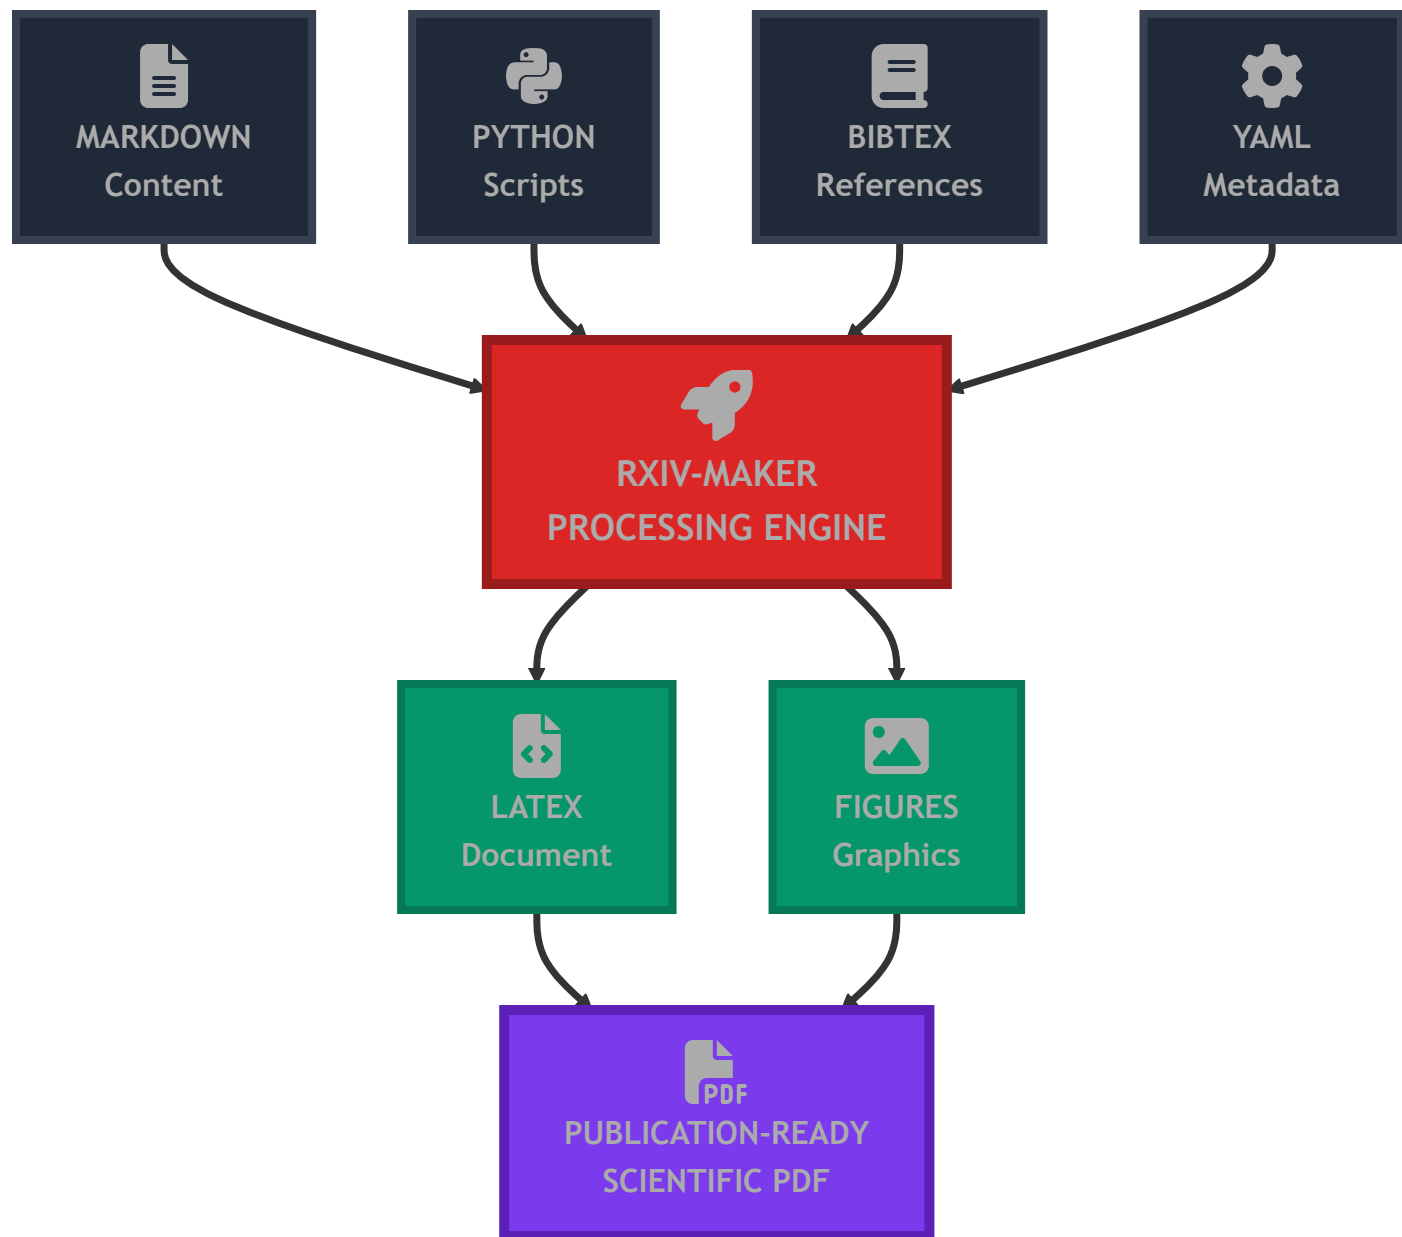 MARKDOWN
Content
PYTHON
Scripts
BIBTEX
References
YAML
Metadata
RXIV-MAKER
PROCESSING ENGINE
LATEX
Document
FIGURES
Graphics
PDF
PUBLICATION-READY
SCIENTIFIC PDF